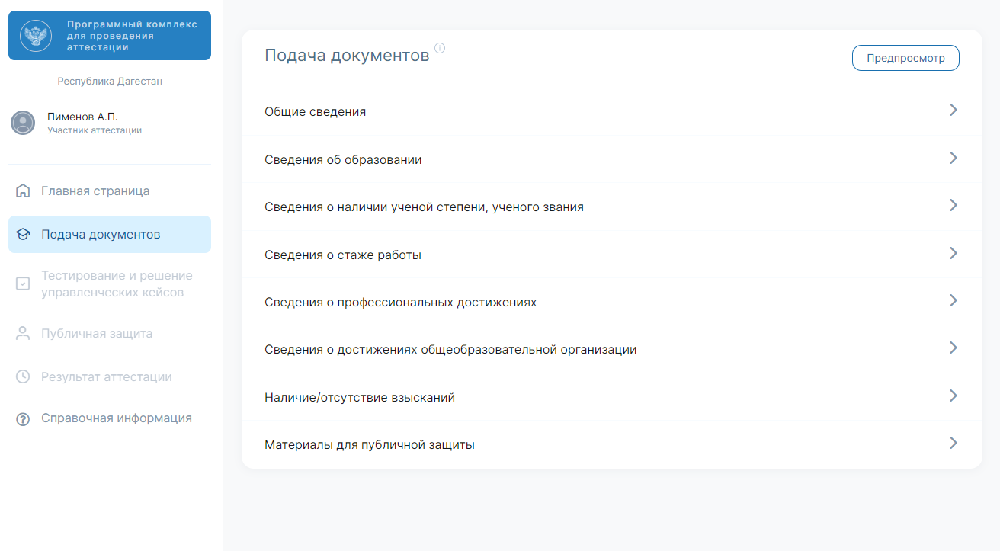 Программный комплекс
для проведения
аттестации
Республика Дагестан
Пименов А.П.
Участник аттестации
Главная страница
Подача документов
Тестирование и решение
управленческих кейсов
Публичная защита
Результат аттестации
Справочная информация
Подача документов
Предпросмотр
Общие сведения
Сведения об образовании
Сведения о наличии ученой степени, ученого звания
Сведения о стаже работы
Сведения о профессиональных достижениях
Сведения о достижениях общеобразовательной организации
Наличие/отсутствие взысканий
Материалы для публичной защиты